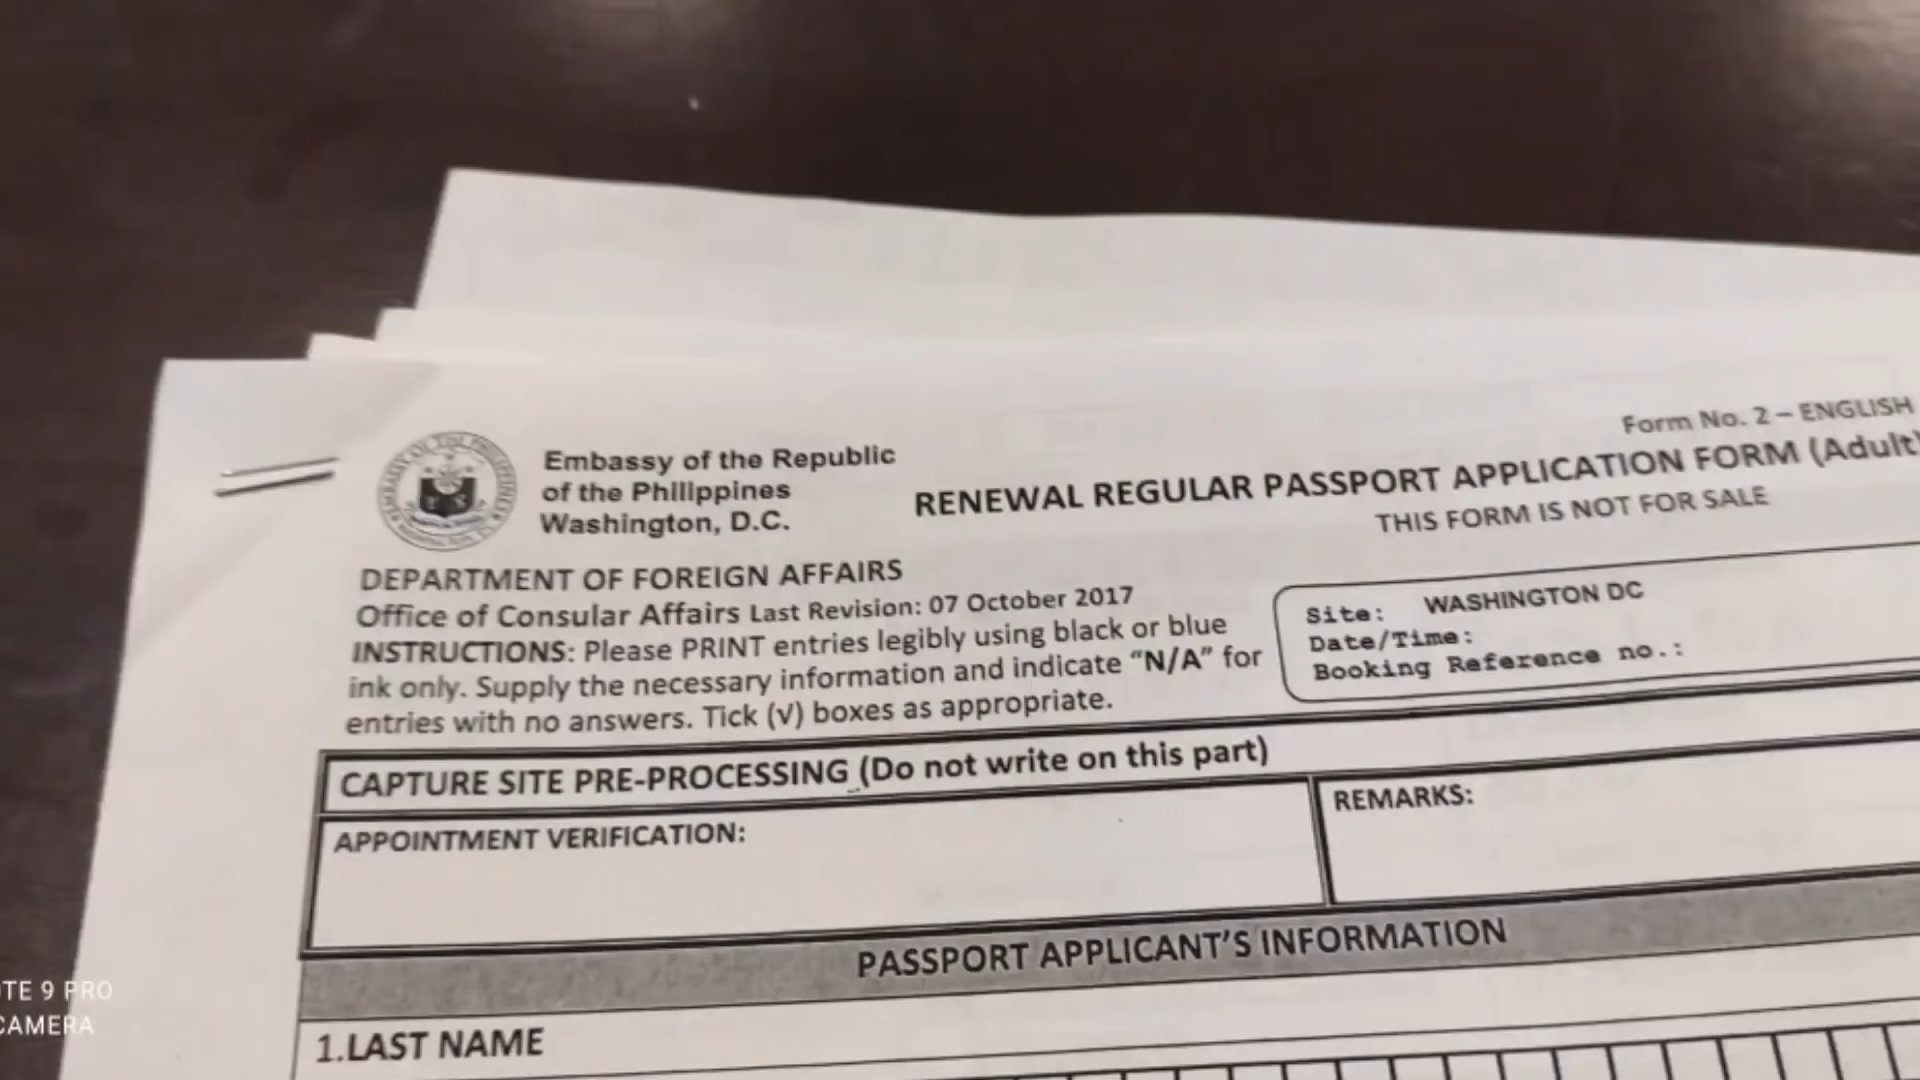 Form No. 2 – ENGLISH
Embassy of the Republic
of the Philippines
Washington, D.C.
RENEWAL REGULAR PASSPORT APPLICATION FORM (Adult)
THIS FORM IS NOT FOR SALE
DEPARTMENT OF FOREIGN AFFAIRS
Office of Consular Affairs Last Revision: 07 October 2017
INSTRUCTIONS: Please PRINT entries legibly using black or blue
ink only. Supply the necessary information and indicate “N/A” for
entries with no answers. Tick (√) boxes as appropriate.
Site: WASHINGTON DC
Date/Time:
Booking Reference no.:
CAPTURE SITE PRE-PROCESSING (Do not write on this part)
APPOINTMENT VERIFICATION:
REMARKS:
PASSPORT APPLICANT’S INFORMATION
1.LAST NAME
9 PRO
CAMERA